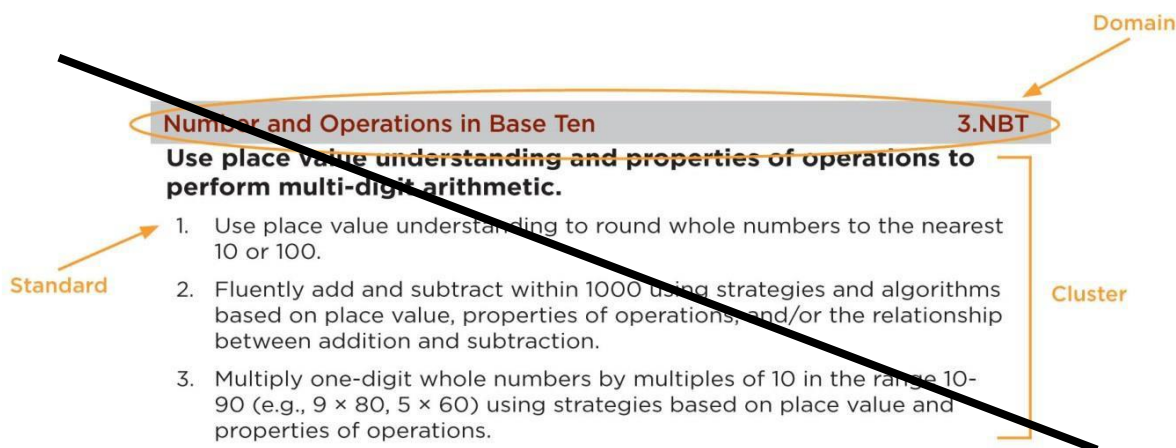 Domain
Number and Operations in Base Ten 3.NBT
Use place value understanding and properties of operations to
perform multi-digit arithmetic.
1. Use place value understanding to round whole numbers to the nearest
10 or 100.
Standard
2. Fluently add and subtract within 1000 using strategies and algorithms
based on place value, properties of operations, and/or the relationship
between addition and subtraction.
Cluster
3. Multiply one-digit whole numbers by multiples of 10 in the range 10-
90 (e.g., 9 × 80, 5 × 60) using strategies based on place value and
properties of operations.